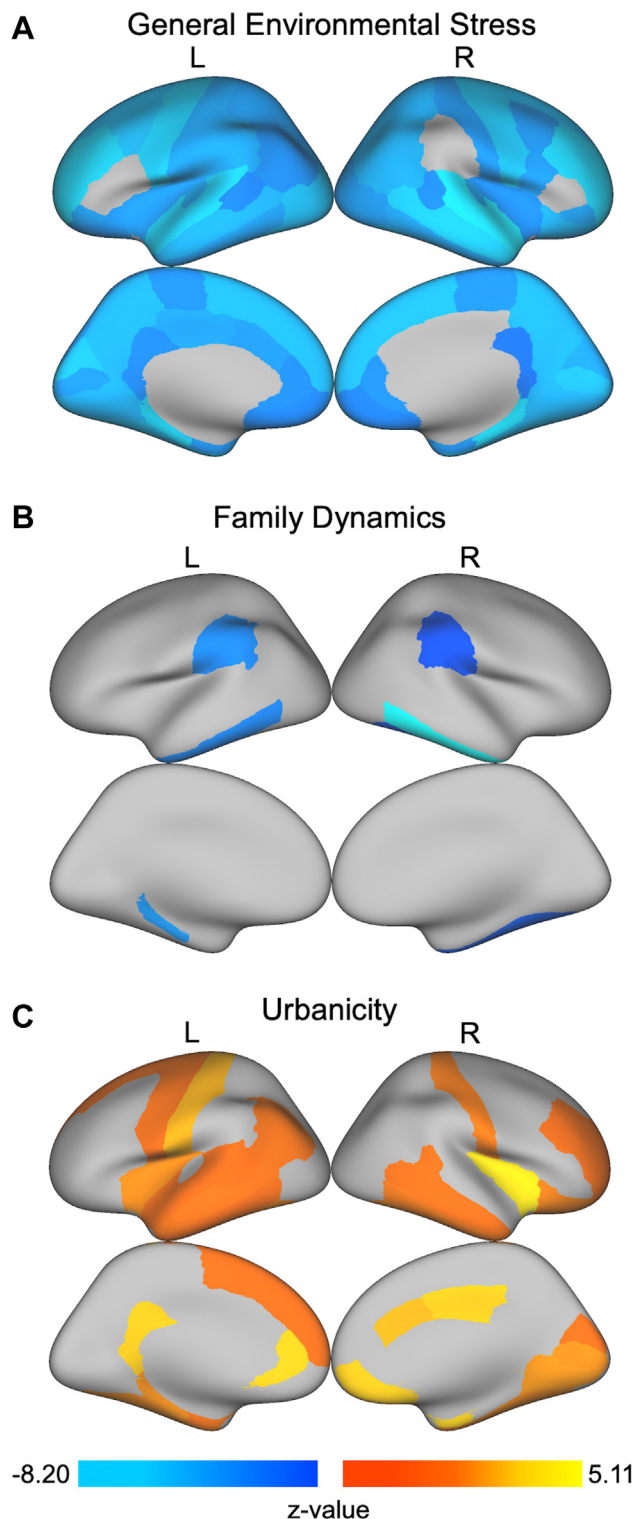 A General Environmental Stress
L R
B Family Dynamics
L R
C Urbanicity
L R
-8.20 5.11
z-value